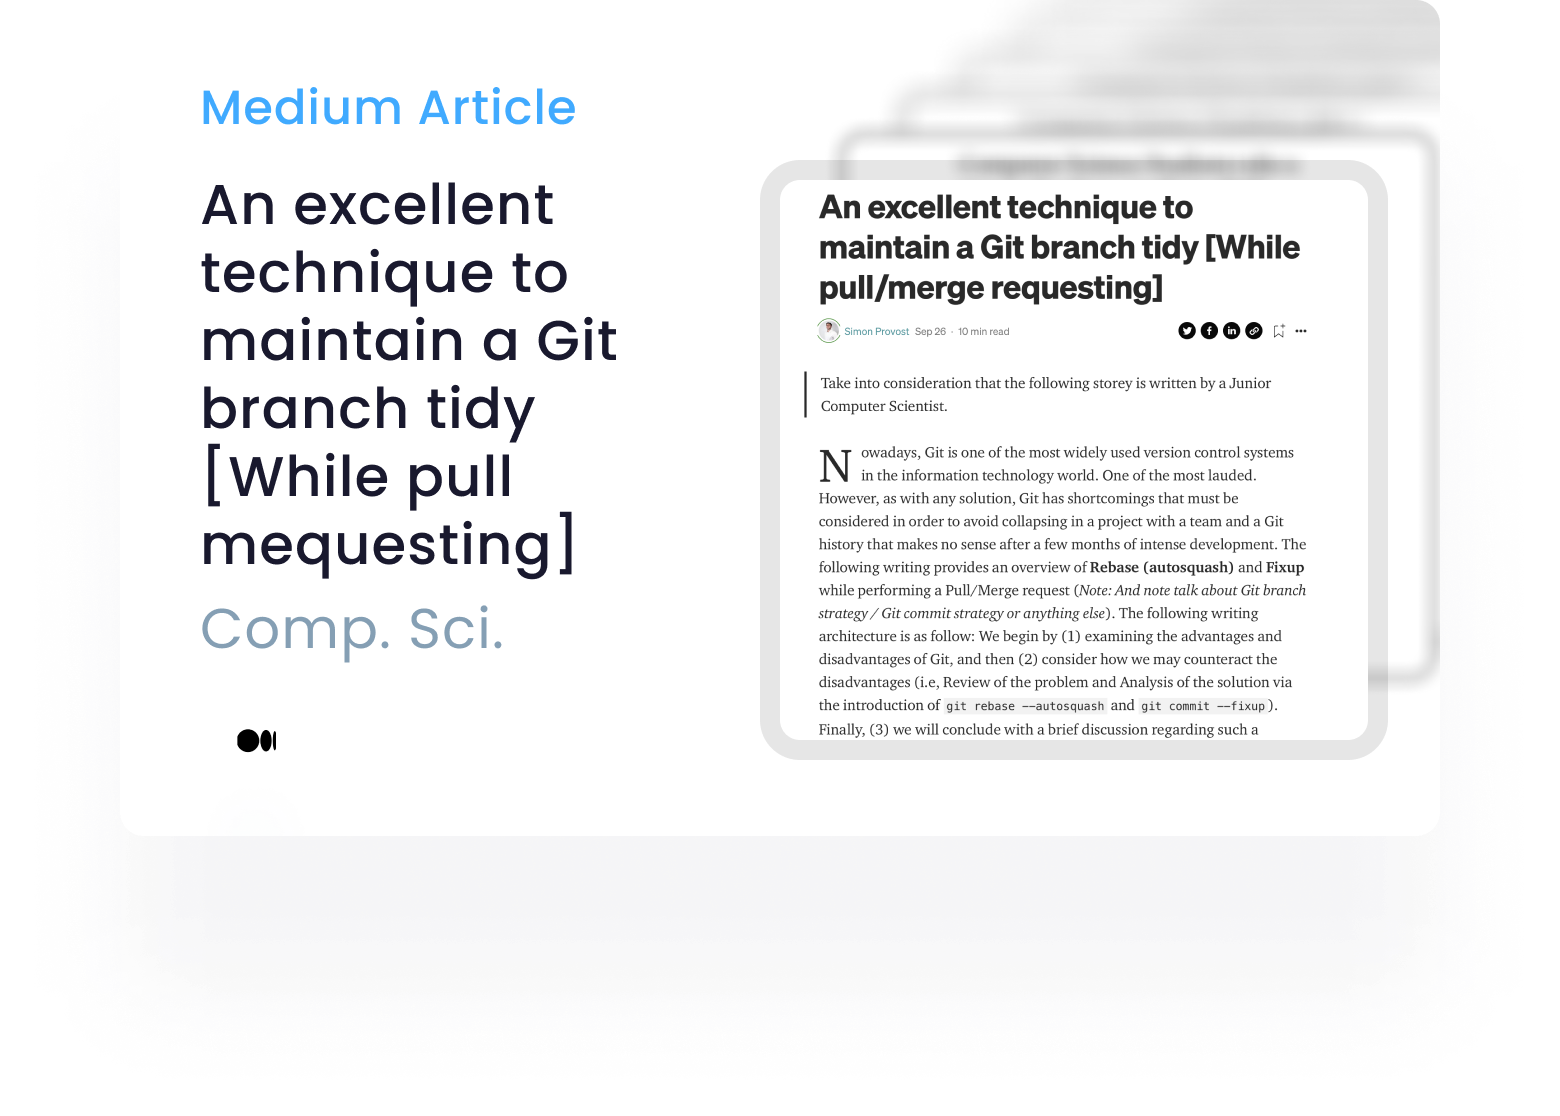 Medium Article
An excellent
technique to
maintain a Git
branch tidy
[While pull
mequesting]
Comp. Sci.
An excellent technique to
maintain a Git branch tidy [While
pull/merge requesting]
Simon Provost Sep 26 · 10 min read
Take into consideration that the following storey is written by a Junior
Computer Scientist.
Nowadays, Git is one of the most widely used version control systems
in the information technology world. One of the most lauded.
However, as with any solution, Git has shortcomings that must be
considered in order to avoid collapsing in a project with a team and a Git
history that makes no sense after a few months of intense development. The
following writing provides an overview of Rebase (autosquash) and Fixup
while performing a Pull/Merge request (Note: And note talk about Git branch
strategy / Git commit strategy or anything else). The following writing
architecture is as follow: We begin by (1) examining the advantages and
disadvantages of Git, and then (2) consider how we may counteract the
disadvantages (i.e, Review of the problem and Analysis of the solution via
the introduction of git rebase --autosquash and git commit --fixup).
Finally, (3) we will conclude with a brief discussion regarding such a